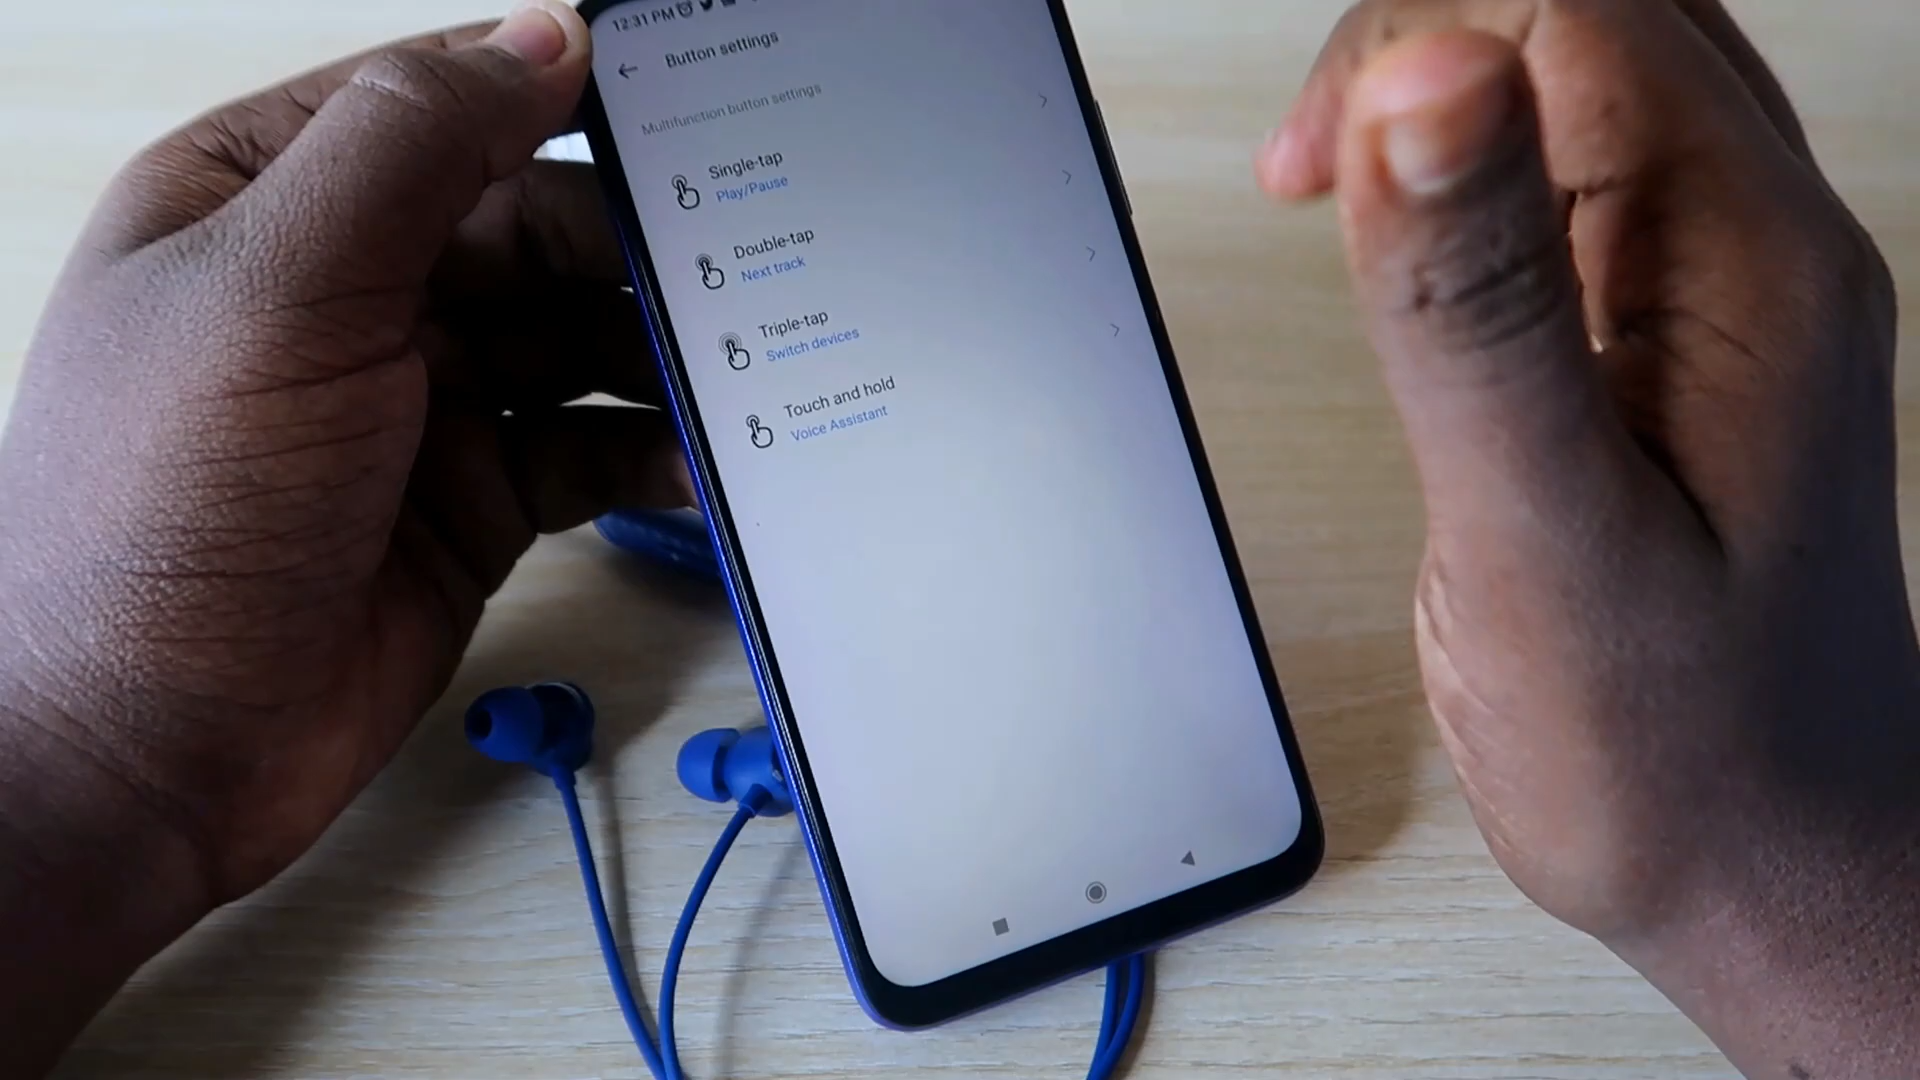 12:31 PM
Button settings
Multifunction button settings
Single-tap
Play/Pause
Double-tap
Next track
Triple-tap
Switch devices
Touch and hold
Voice Assistant